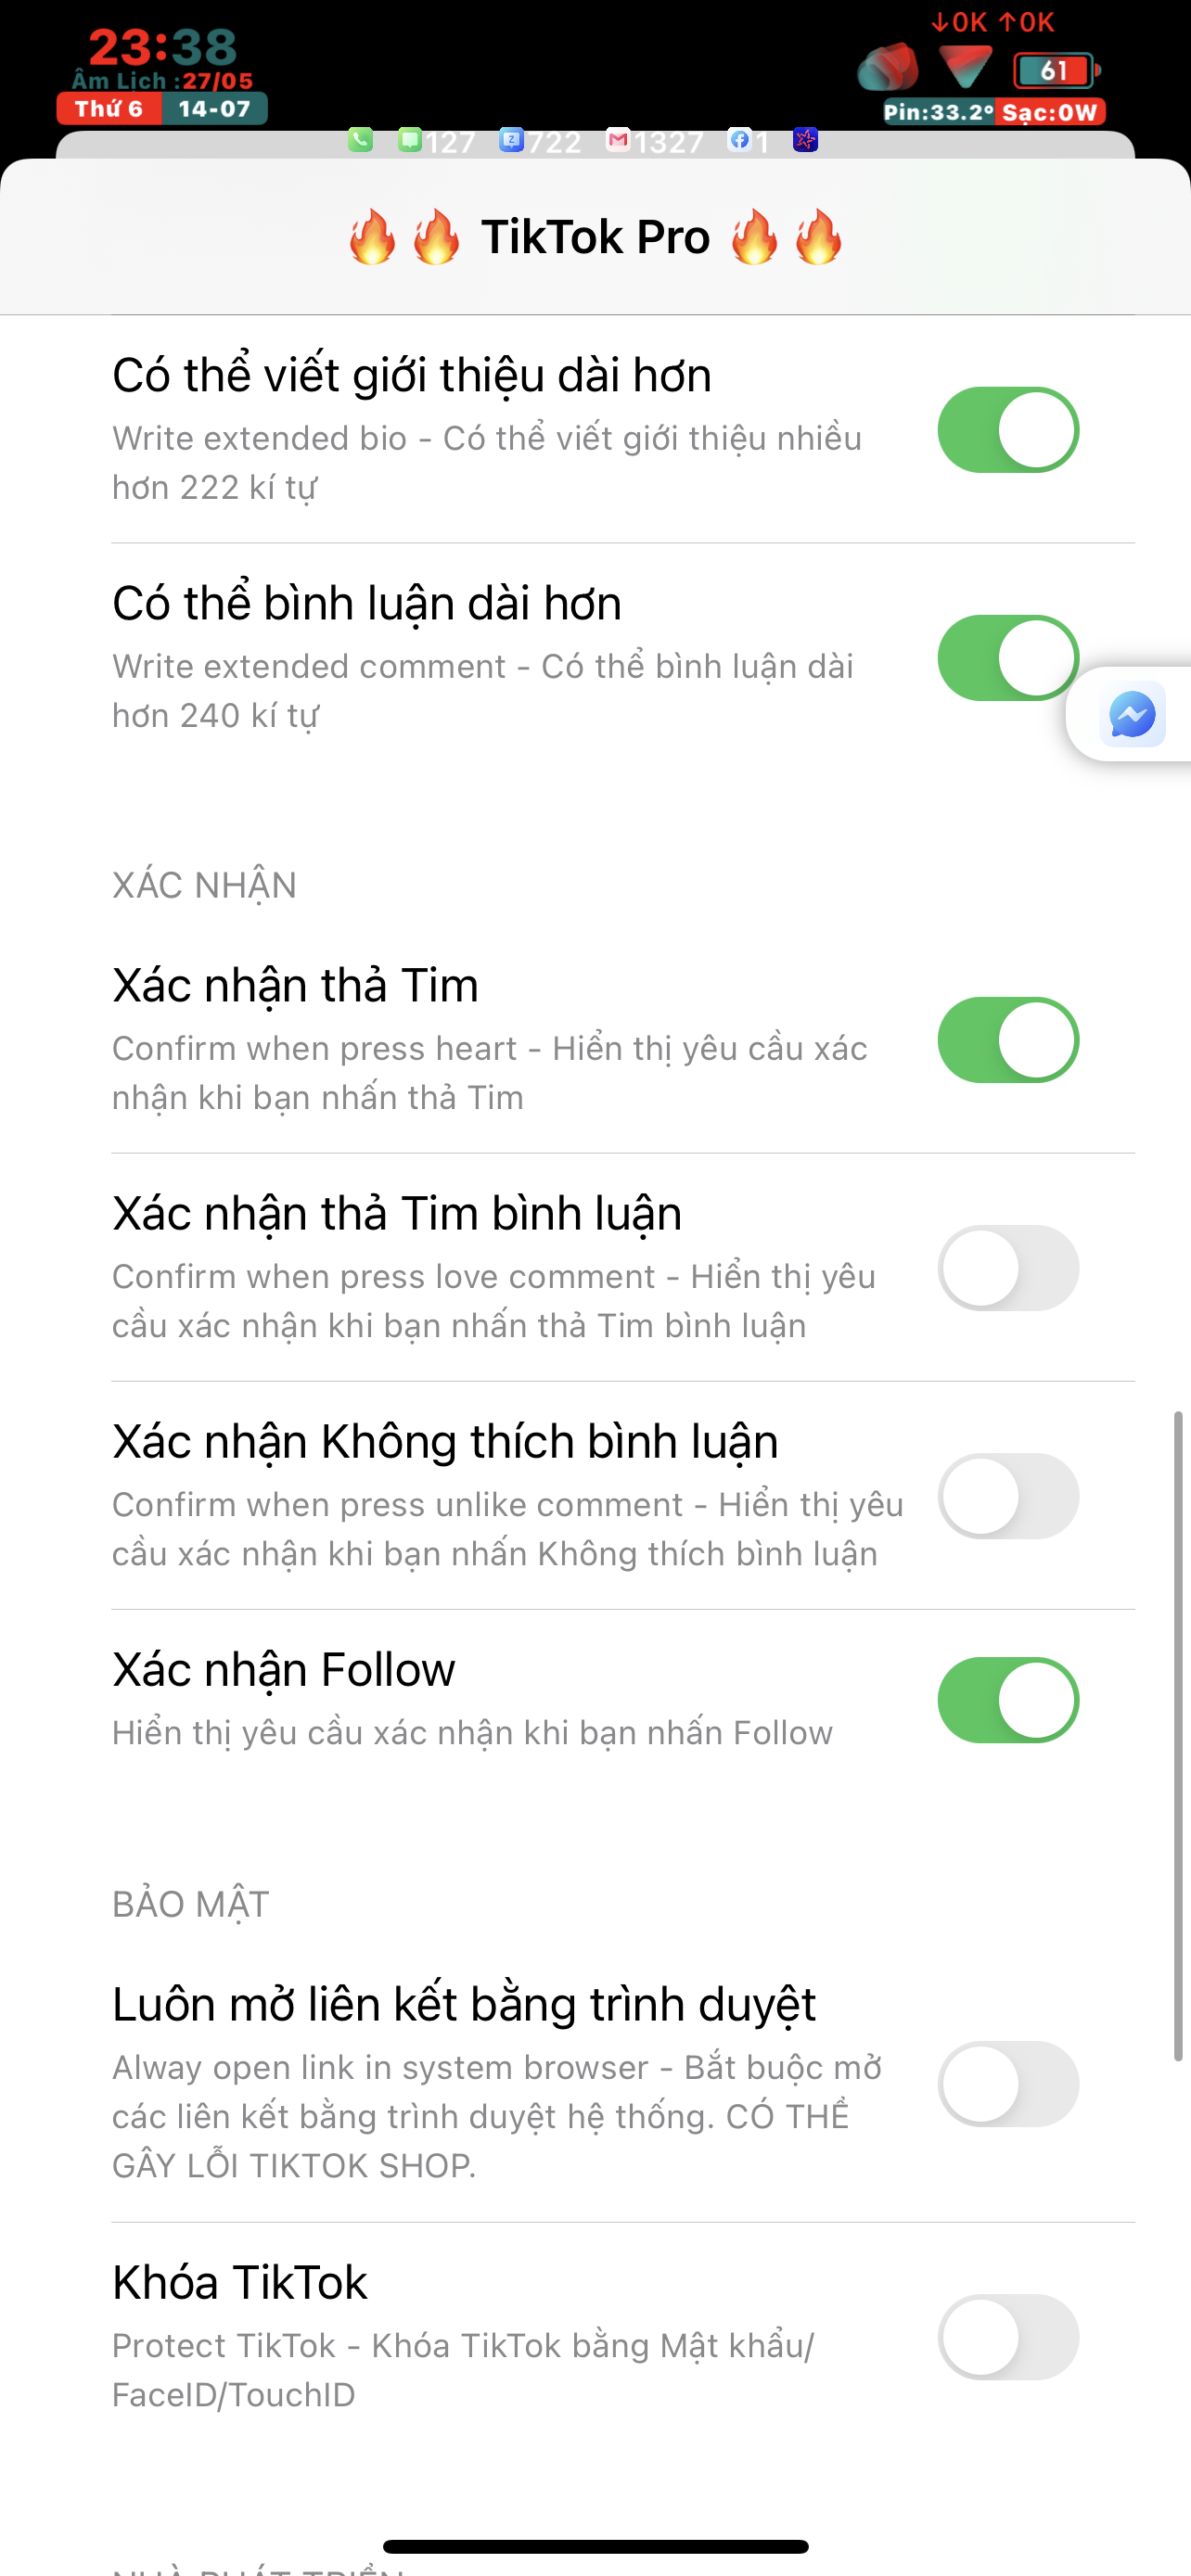 ↓0K ↑0K
23:38
Âm Lịch :27/05
61
Thứ 6 14-07
Pin:33.2° Sạc:0W
127 722 1327 1
🔥🔥 TikTok Pro 🔥🔥
Có thể viết giới thiệu dài hơn
Write extended bio - Có thể viết giới thiệu nhiều
hơn 222 kí tự
Có thể bình luận dài hơn
Write extended comment - Có thể bình luận dài
hơn 240 kí tự
XÁC NHẬN
Xác nhận thả Tim
Confirm when press heart - Hiển thị yêu cầu xác
nhận khi bạn nhấn thả Tim
Xác nhận thả Tim bình luận
Confirm when press love comment - Hiển thị yêu
cầu xác nhận khi bạn nhấn thả Tim bình luận
Xác nhận Không thích bình luận
Confirm when press unlike comment - Hiển thị yêu
cầu xác nhận khi bạn nhấn Không thích bình luận
Xác nhận Follow
Hiển thị yêu cầu xác nhận khi bạn nhấn Follow
BẢO MẬT
Luôn mở liên kết bằng trình duyệt
Alway open link in system browser - Bắt buộc mở
các liên kết bằng trình duyệt hệ thống. CÓ THỂ
GÂY LỖI TIKTOK SHOP.
Khóa TikTok
Protect TikTok - Khóa TikTok bằng Mật khẩu/
FaceID/TouchID
NHÀ PHÁT TRIỂN